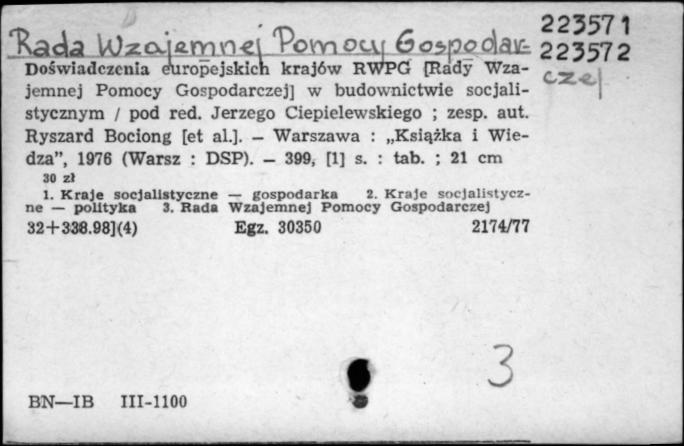 223571
Rada Wzajemnej Pomocy Gospodar-
223572
czej
Doświadczenia europejskich krajów RWPG [Rady Wza-
jemnej Pomocy Gospodarczej] w budownictwie socjali-
stycznym / pod red. Jerzego Ciepielewskiego ; zesp. aut.
Ryszard Bociong [et al.]. — Warszawa : „Książka i Wie-
dza”, 1976 (Warsz : DSP). — 399, [1] s. : tab. ; 21 cm
30 zł
1. Kraje socjalistyczne — gospodarka 2. Kraje socjalistycz-
ne — polityka 3. Rada Wzajemnej Pomocy Gospodarczej
32+338.98](4) Egz. 30350 2174/77
3
BN—IB III-1100